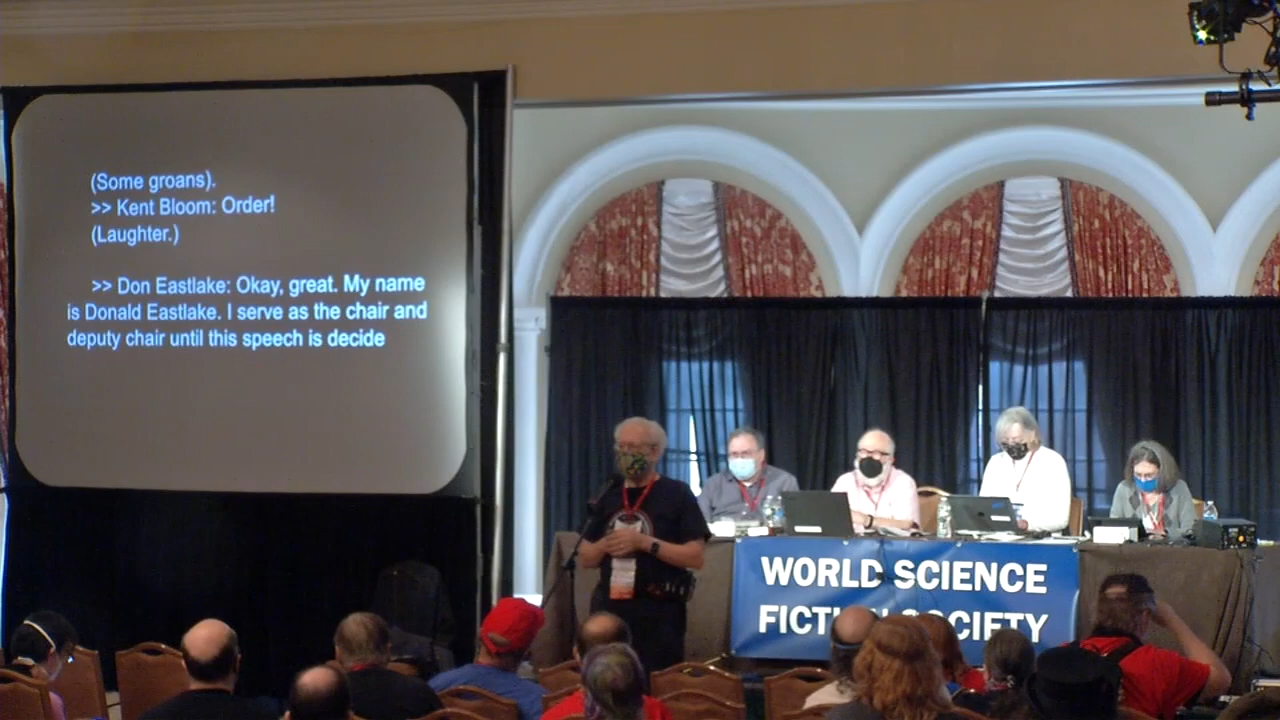 (Some groans).
>> Kent Bloom: Order!
(Laughter.)
>> Don Eastlake: Okay, great. My name
is Donald Eastlake. I serve as the chair and
deputy chair until this speech is decide
WORLD SCIENCE
FICTION SOCIETY